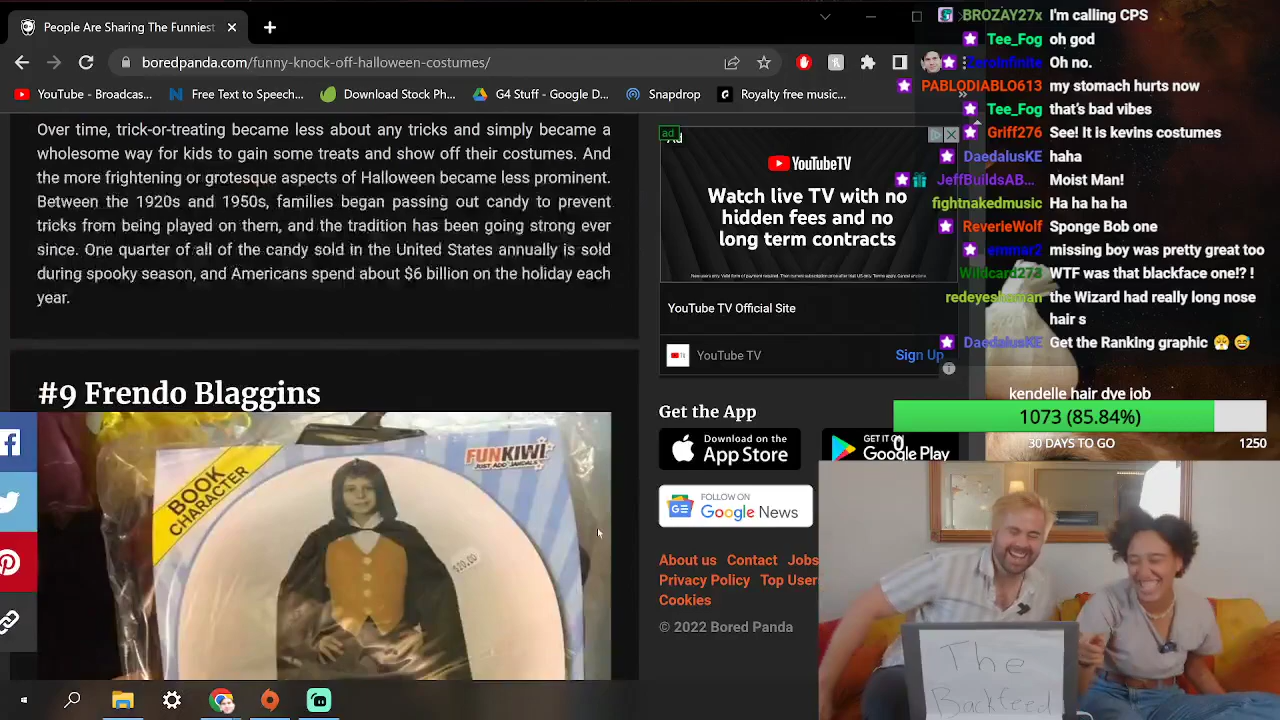 People Are Sharing The Funniest
boredpanda.com/funny-knock-off-halloween-costumes/
YouTube - Broadcas...
Free
Download Stock Ph...
G4 Stuff - Google D...
Snapdrop
Royalty free music...
Over time, trick-or-treating became less about any tricks and simply became a
wholesome way for kids to gain some treats and show off their costumes. And
the more frightening or grotesque aspects of Halloween became less prominent.
Between the 1920s and 1950s, families began passing out candy to prevent
tricks from being played on them, and the tradition has been going strong ever
since. One quarter of all of the candy sold in the United States annually is sold
during spooky season, and Americans spend about $6 billion on the holiday each
year.
#9 Frendo Blaggins
BOOK
CHARACTER
FUNKIWI
JUST ADD JANDALS
$20.00
ad
YouTubeTV
Watch live TV with no
hidden fees and no
long term contracts
YouTube TV Official Site
YouTube TV
Sign Up
Get the App
Download on the
App Store
GET IT ON
Google Play
FOLLOW ON
Google News
About us Contact Jobs
Privacy Policy Top User
Cookies
© 2022 Bored Panda
BROZAY27x I'm calling CPS
Tee_Fog oh god
ZeroInfinite Oh no.
PABLODIABLO613 my stomach hurts now
Tee_Fog that's bad vibes
Griff276 See! It is kevins costumes
DaedalusKE haha
JeffBuildsAB... Moist Man!
fightnakedmusic Ha ha ha ha
ReverieWolf Sponge Bob one
emmar2 missing boy was pretty great too
Wildcard273 WTF was that blackface one!? !
redeyeshaman the Wizard had really long nose
hair s
DaedalusKE Get the Ranking graphic 😤 😅
kendelle hair dye job
1073 (85.84%)
0
30 DAYS TO GO
1250
The
Backfeed